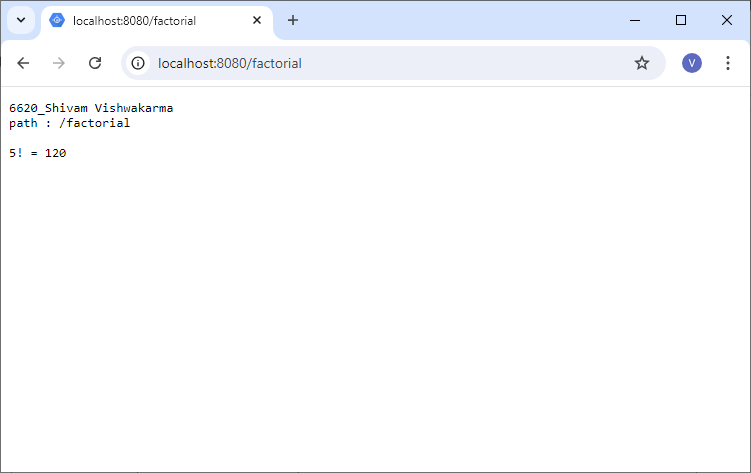 localhost:8080/factorial
localhost:8080/factorial
V
6620_Shivam Vishwakarma
path : /factorial
5! = 120